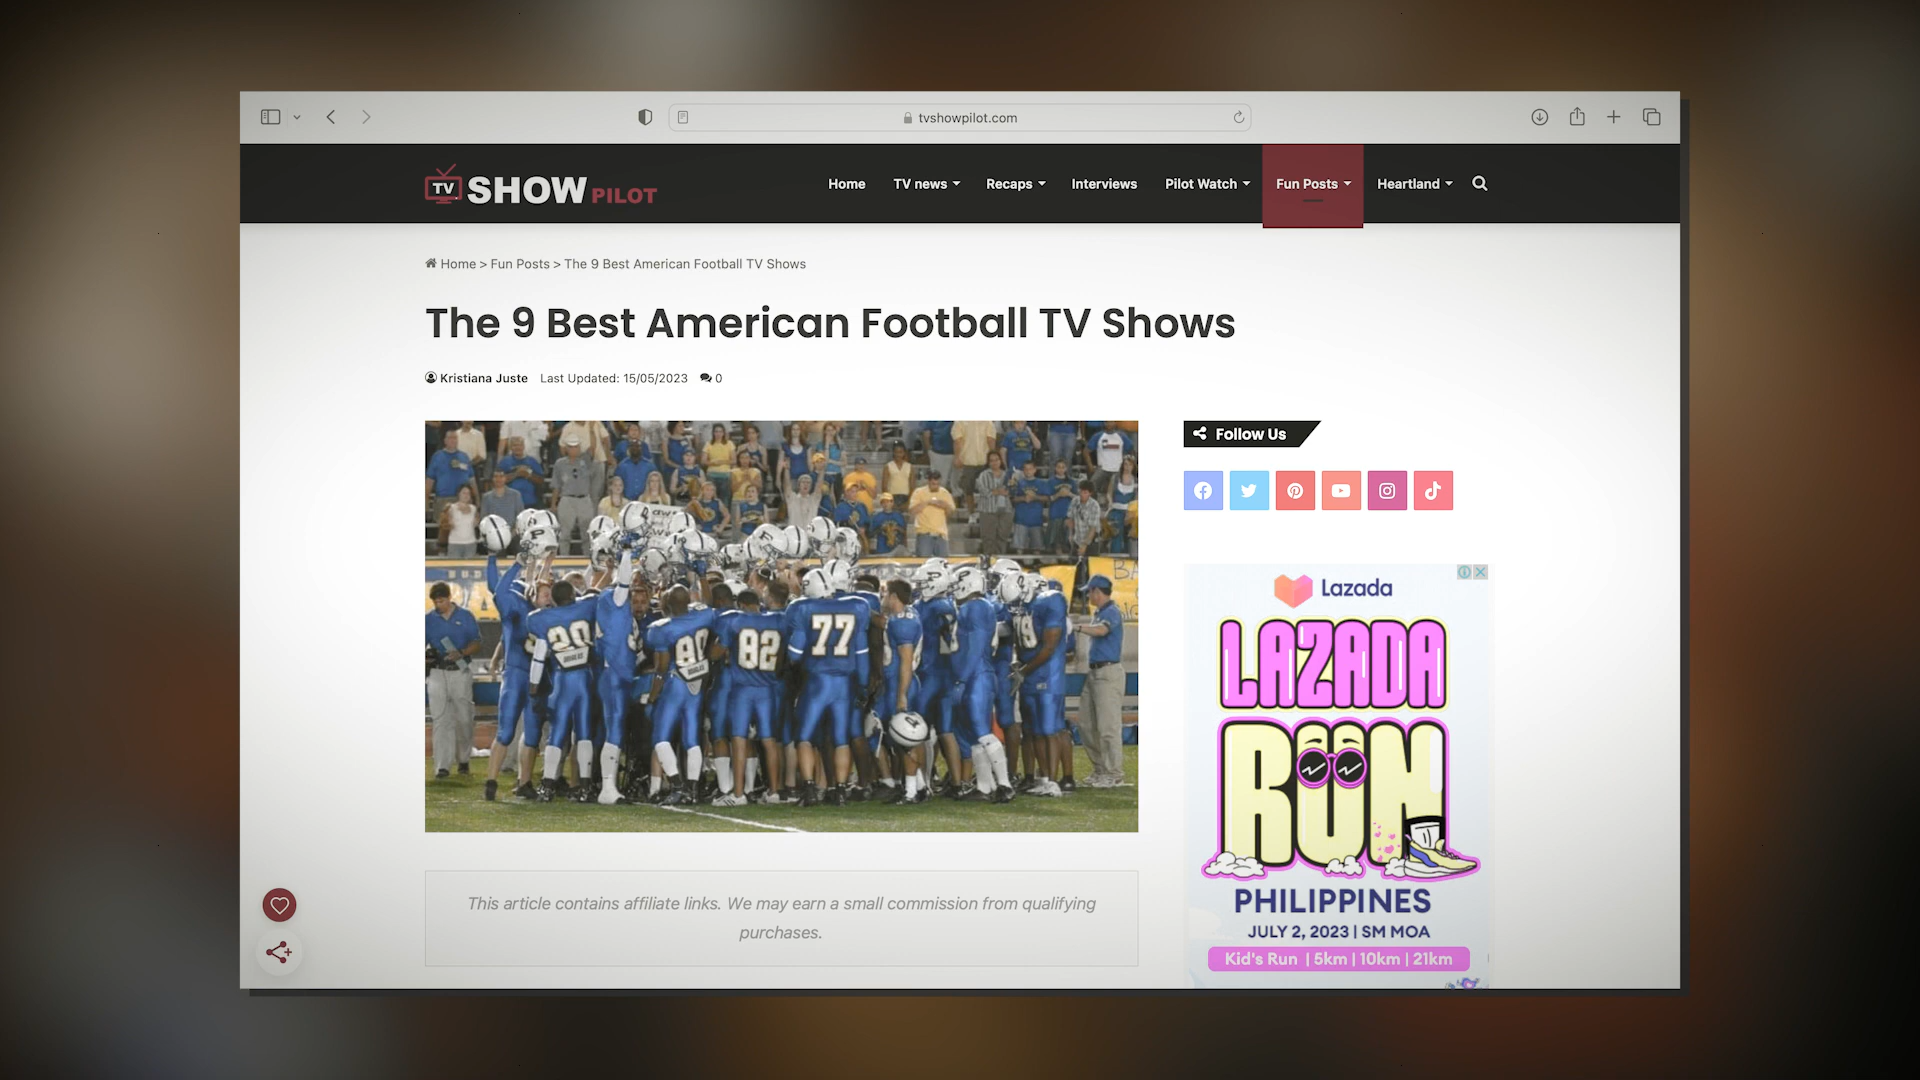 tvshowpilot.com
TV SHOW PILOT
Home TV news Recaps Interviews Pilot Watch Fun Posts Heartland
Home > Fun Posts > The 9 Best American Football TV Shows
The 9 Best American Football TV Shows
Kristiana Juste Last Updated: 15/05/2023 0
20 80 82 77 19
Follow Us
Lazada
LAZADA
RUN
PHILIPPINES
JULY 2, 2023 | SM MOA
Kid's Run | 5km | 10km | 21km
This article contains affiliate links. We may earn a small commission from qualifying
purchases.